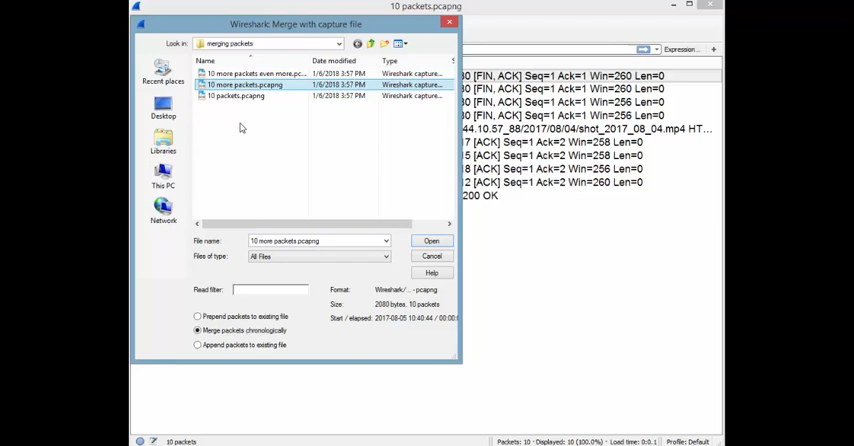 10 packets.pcapng
Wireshark: Merge with capture file
Look in: merging packets
Expression... +
Name Date modified Type S
10 more packets even more.pc... 1/6/2018 3:57 PM Wireshark capture...
10 more packets.pcapng 1/6/2018 3:57 PM Wireshark capture...
10 packets.pcapng 1/6/2018 3:57 PM Wireshark capture...
Recent places
Desktop
Libraries
This PC
Network
30 [FIN, ACK] Seq=1 Ack=1 Win=260 Len=0
30 [FIN, ACK] Seq=1 Ack=1 Win=260 Len=0
30 [FIN, ACK] Seq=1 Ack=1 Win=256 Len=0
30 [FIN, ACK] Seq=1 Ack=1 Win=256 Len=0
44.10.57_88/2017/08/04/shot_2017_08_04.mp4 HT...
17 [ACK] Seq=1 Ack=2 Win=258 Len=0
15 [ACK] Seq=1 Ack=2 Win=258 Len=0
18 [ACK] Seq=1 Ack=2 Win=256 Len=0
12 [ACK] Seq=1 Ack=2 Win=260 Len=0
200 OK
File name: 10 more packets.pcapng Open
Files of type: All Files Cancel
Help
Read filter: Format: Wireshark/... - pcapng
Size: 2080 bytes, 10 packets
Start / elapsed: 2017-08-05 10:40:44 / 00:00:
Prepend packets to existing file
Merge packets chronologically
Append packets to existing file
10 packets Packets: 10 · Displayed: 10 (100.0%) · Load time: 0:0.1 Profile: Default